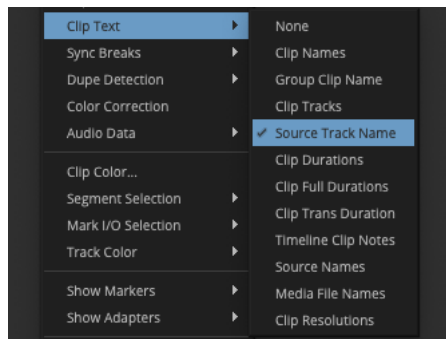 Clip Text
Sync Breaks
Dupe Detection
Color Correction
Audio Data
Clip Color...
Segment Selection
Mark I/O Selection
Track Color
Show Markers
Show Adapters
None
Clip Names
Group Clip Name
Clip Tracks
Source Track Name
Clip Durations
Clip Full Durations
Clip Trans Duration
Timeline Clip Notes
Source Names
Media File Names
Clip Resolutions